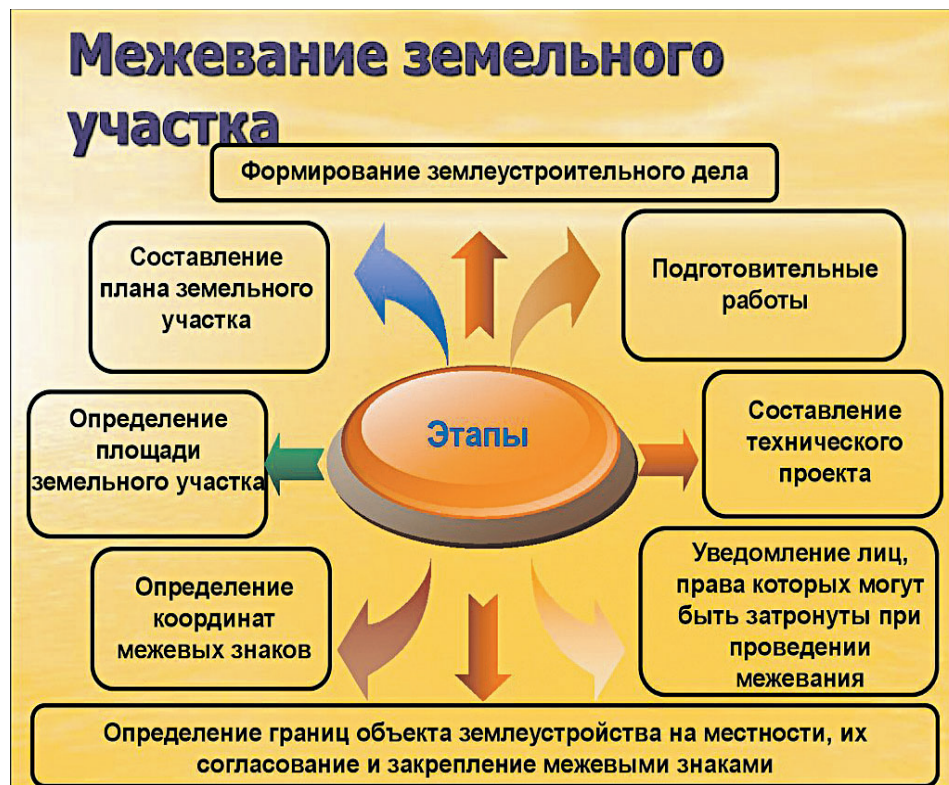 Межевание земельного
участка
Формирование землеустроительного дела
Составление
плана земельного
участка
Подготовительные
работы
Определение
площади
земельного участка
Этапы
Составление
технического
проекта
Определение
координат
межевых знаков
Уведомление лиц,
права которых могут
быть затронуты при
проведении
межевания
Определение границ объекта землеустройства на местности, их
согласование и закрепление межевыми знаками